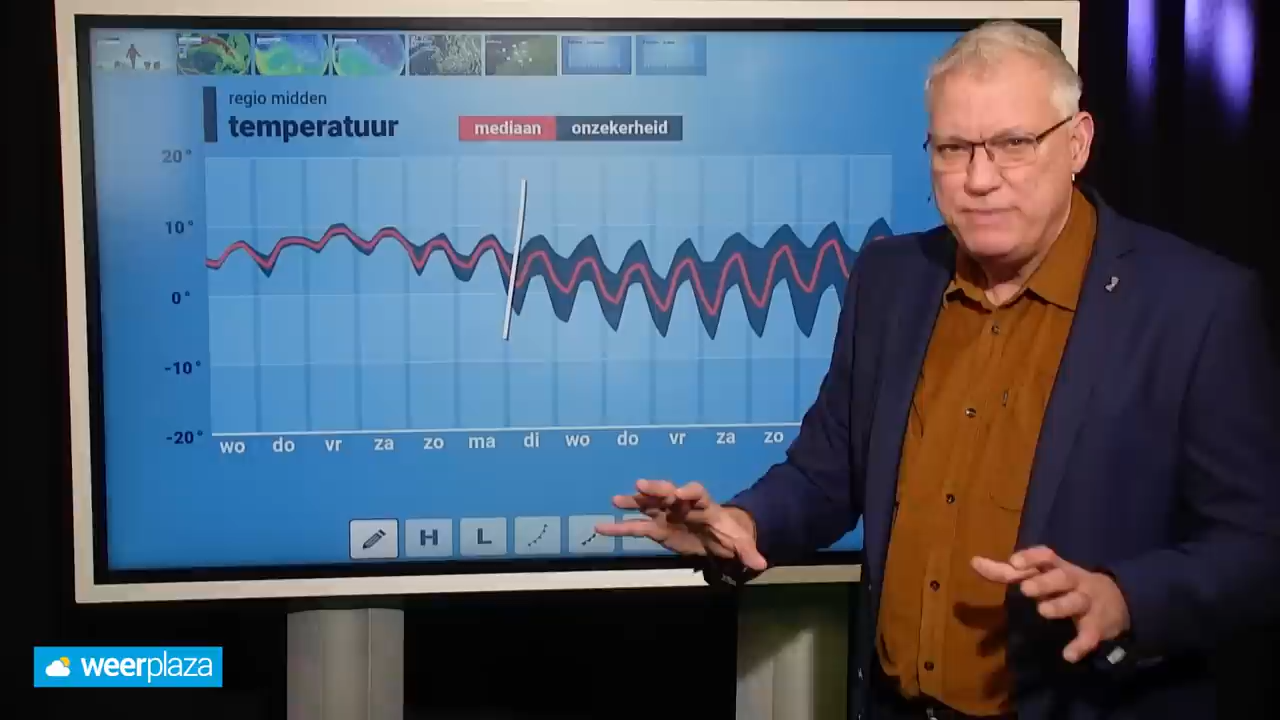 regio midden
temperatuur
mediaan onzekerheid
20°
10°
0°
-10°
-20°
wo do vr za zo ma di wo do vr za zo
H L
weerplaza